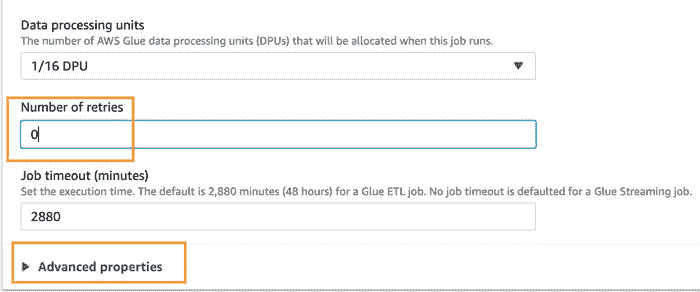 Data processing units
The number of AWS Glue data processing units (DPUs) that will be allocated when this job runs.
1/16 DPU
Number of retries
0
Job timeout (minutes)
Set the execution time. The default is 2,880 minutes (48 hours) for a Glue ETL job. No job timeout is defaulted for a Glue Streaming job.
2880
Advanced properties